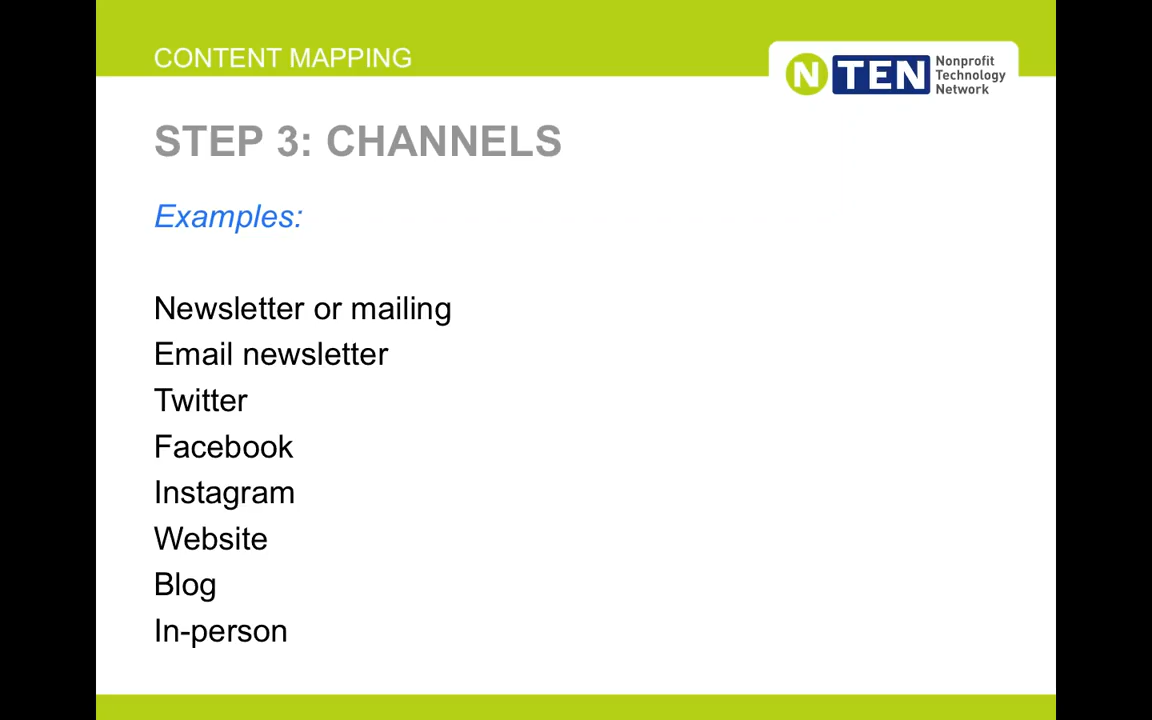 CONTENT MAPPING
N TEN
Nonprofit
Technology
Network
STEP 3: CHANNELS
Examples:
Newsletter or mailing
Email newsletter
Twitter
Facebook
Instagram
Website
Blog
In-person